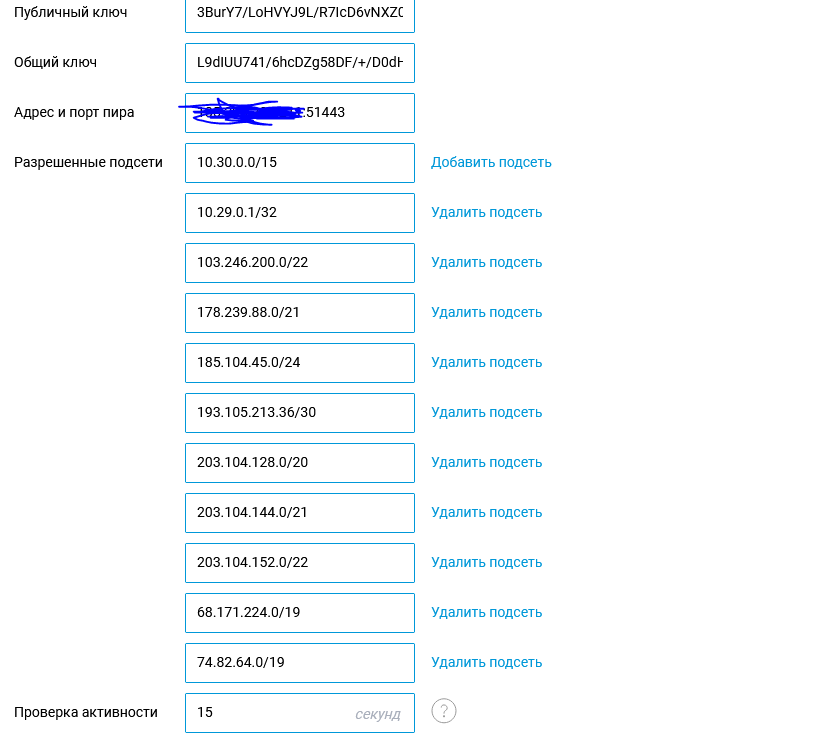 Публичный ключ 3BurY7/LoHVYJ9L/R7IcD6vNXZ0
Общий ключ L9dIUU741/6hcDZg58DF/+/D0dH
Адрес и порт пира :51443
Разрешенные подсети 10.30.0.0/15 Добавить подсеть
10.29.0.1/32 Удалить подсеть
103.246.200.0/22 Удалить подсеть
178.239.88.0/21 Удалить подсеть
185.104.45.0/24 Удалить подсеть
193.105.213.36/30 Удалить подсеть
203.104.128.0/20 Удалить подсеть
203.104.144.0/21 Удалить подсеть
203.104.152.0/22 Удалить подсеть
68.171.224.0/19 Удалить подсеть
74.82.64.0/19 Удалить подсеть
Проверка активности 15 секунд ?